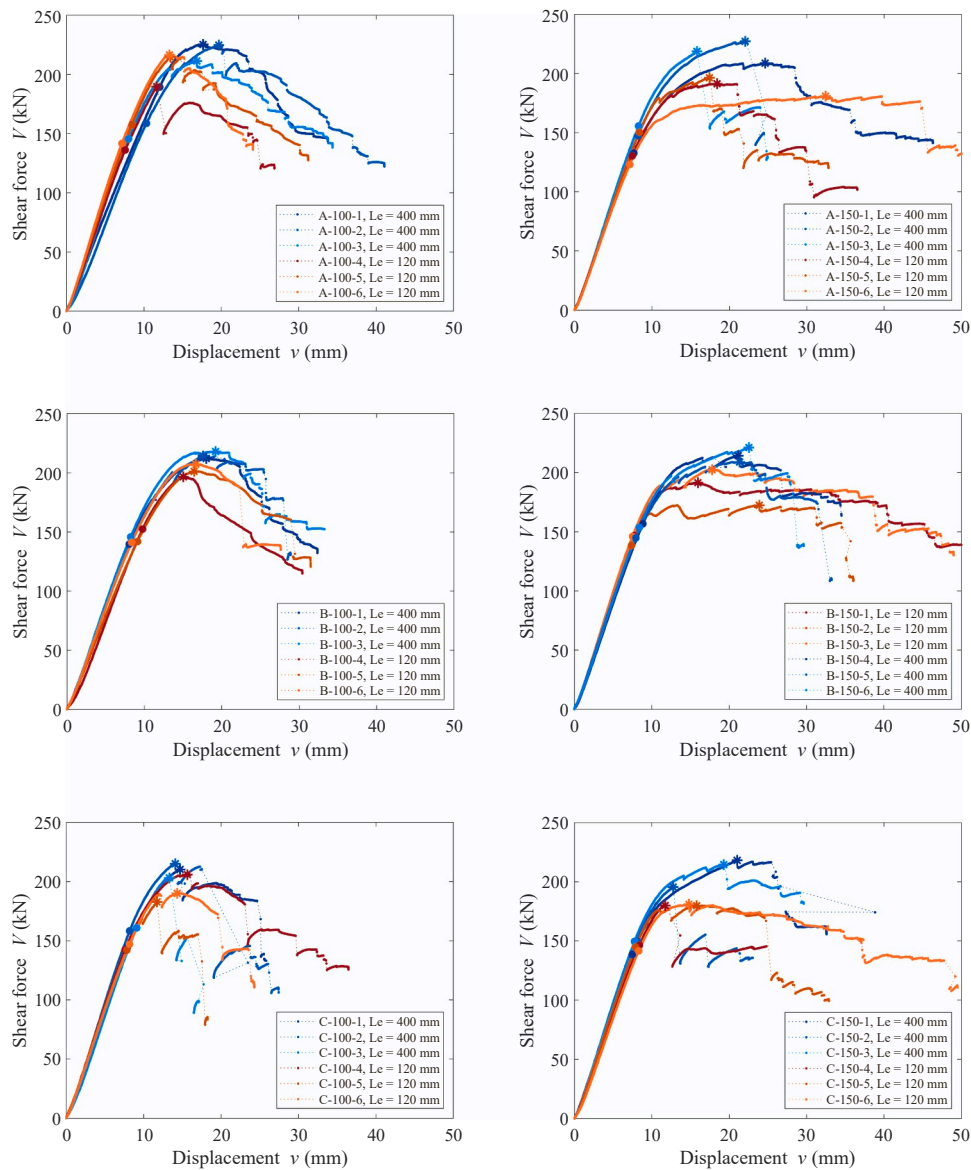 250
200
150
100
50
0
Shear force V (kN)
A-100-1, Le = 400 mm
A-100-2, Le = 400 mm
A-100-3, Le = 400 mm
A-100-4, Le = 120 mm
A-100-5, Le = 120 mm
A-100-6, Le = 120 mm
0 10 20 30 40 50
Displacement v (mm)
250
200
150
100
50
0
Shear force V (kN)
A-150-1, Le = 400 mm
A-150-2, Le = 400 mm
A-150-3, Le = 400 mm
A-150-4, Le = 120 mm
A-150-5, Le = 120 mm
A-150-6, Le = 120 mm
0 10 20 30 40 50
Displacement v (mm)
250
200
150
100
50
0
Shear force V (kN)
B-100-1, Le = 400 mm
B-100-2, Le = 400 mm
B-100-3, Le = 400 mm
B-100-4, Le = 120 mm
B-100-5, Le = 120 mm
B-100-6, Le = 120 mm
0 10 20 30 40 50
Displacement v (mm)
250
200
150
100
50
0
Shear force V (kN)
B-150-1, Le = 120 mm
B-150-2, Le = 120 mm
B-150-3, Le = 120 mm
B-150-4, Le = 400 mm
B-150-5, Le = 400 mm
B-150-6, Le = 400 mm
0 10 20 30 40 50
Displacement v (mm)
250
200
150
100
50
0
Shear force V (kN)
C-100-1, Le = 400 mm
C-100-2, Le = 400 mm
C-100-3, Le = 400 mm
C-100-4, Le = 120 mm
C-100-5, Le = 120 mm
C-100-6, Le = 120 mm
0 10 20 30 40 50
Displacement v (mm)
250
200
150
100
50
0
Shear force V (kN)
C-150-1, Le = 400 mm
C-150-2, Le = 400 mm
C-150-3, Le = 400 mm
C-150-4, Le = 120 mm
C-150-5, Le = 120 mm
C-150-6, Le = 120 mm
0 10 20 30 40 50
Displacement v (mm)